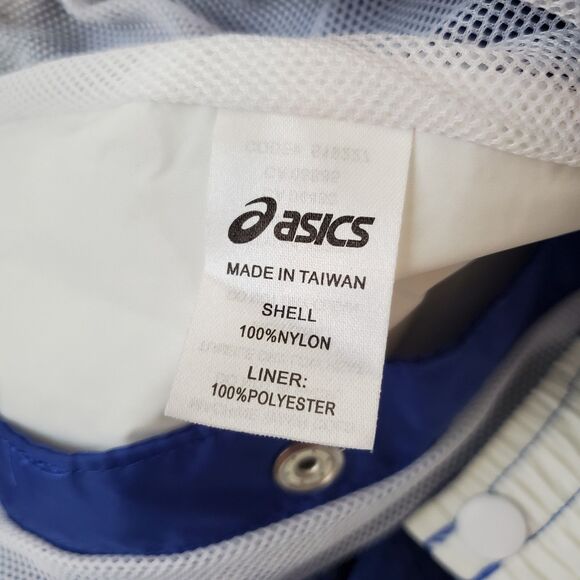 asics
MADE IN TAIWAN
SHELL
100%NYLON
LINER:
100%POLYESTER